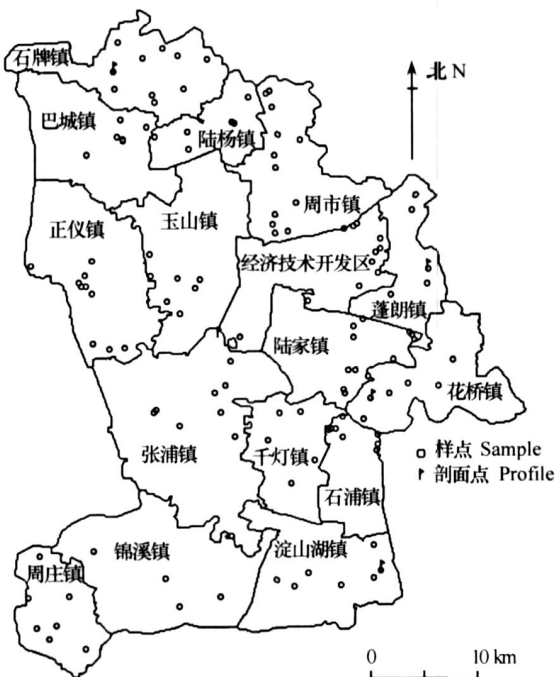 石牌镇
北 N
巴城镇
陆杨镇
周市镇
正仪镇
玉山镇
经济技术开发区
蓬朗镇
陆家镇
花桥镇
张浦镇
千灯镇
样点 Sample
剖面点 Profile
石浦镇
锦溪镇
淀山湖镇
周庄镇
0 10 km